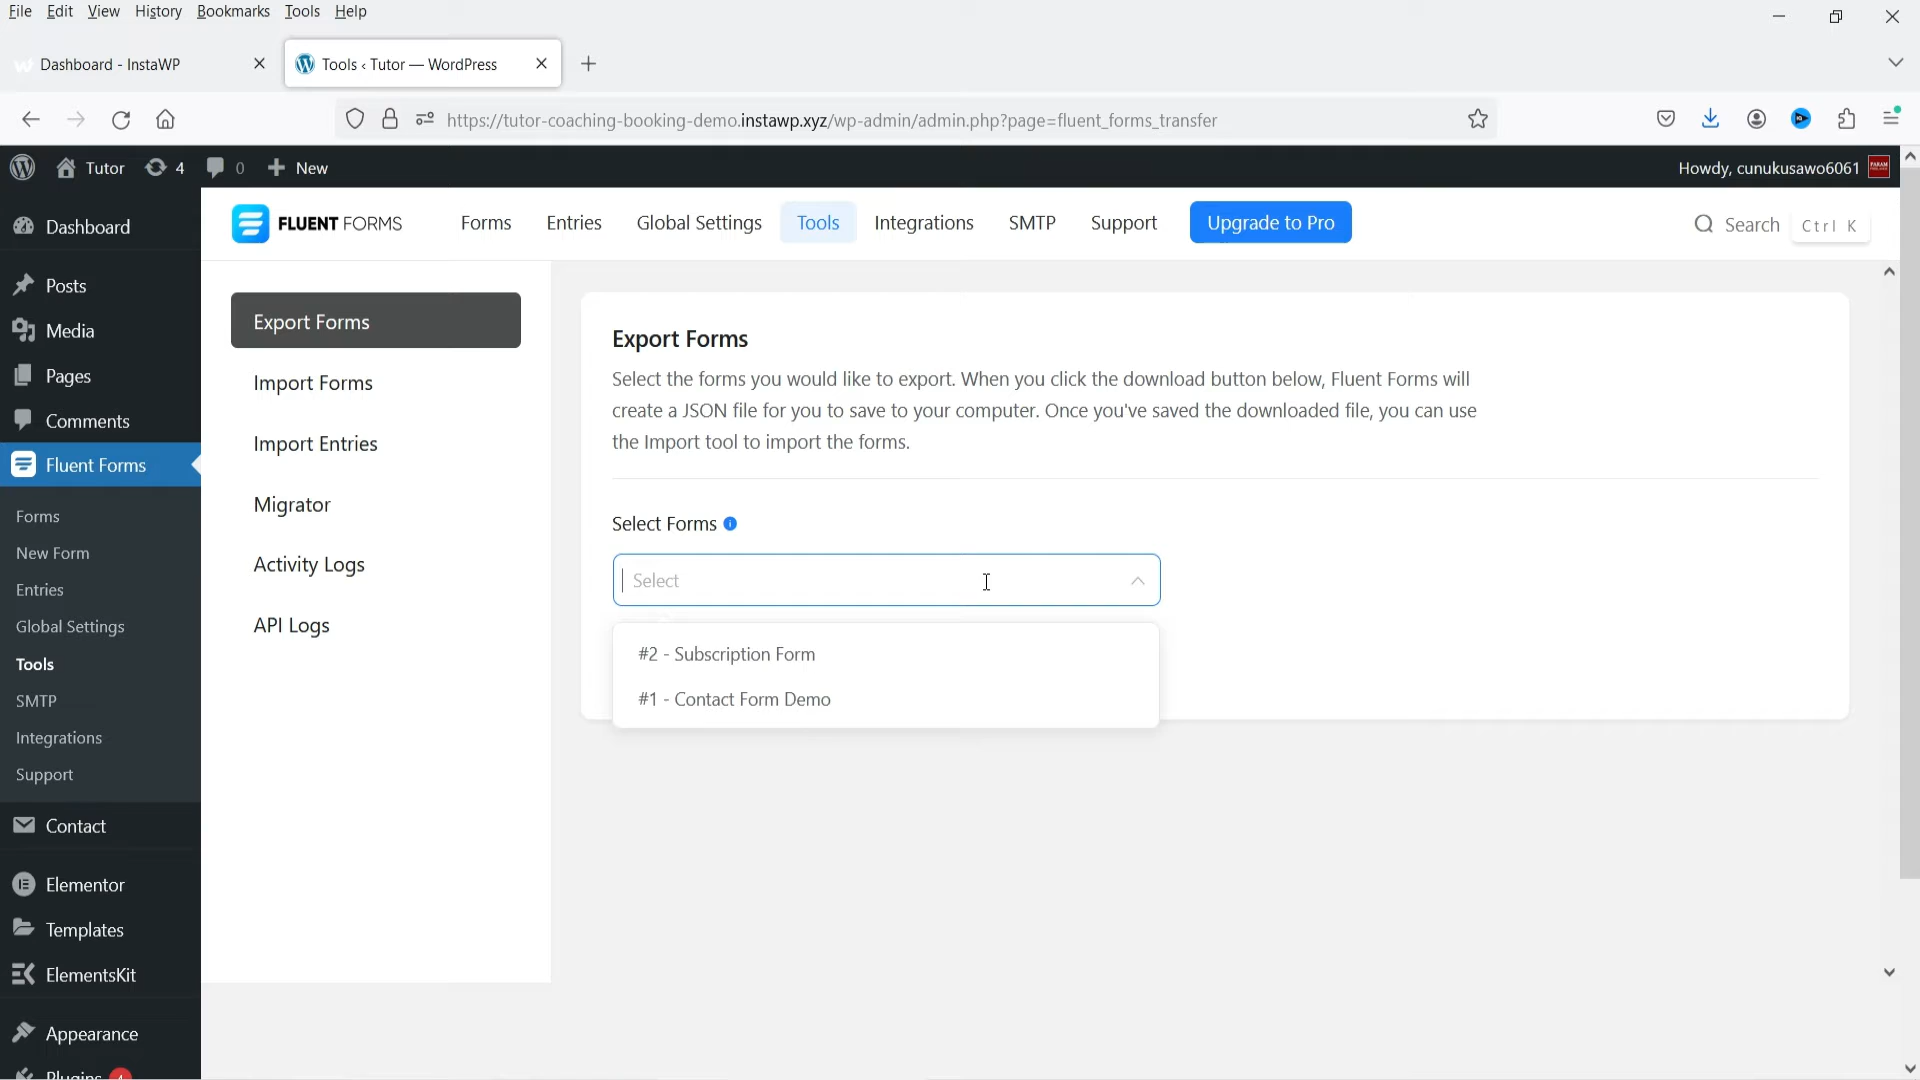 File Edit View History Bookmarks Tools Help
Dashboard - InstaWP
Tools ‹ Tutor — WordPress
https://tutor-coaching-booking-demo.instawp.xyz/wp-admin/admin.php?page=fluent_forms_transfer
Tutor 4 0 New
Howdy, cunukusawo6061
FLUENT FORMS
Forms Entries Global Settings Tools Integrations SMTP Support Upgrade to Pro
Search Ctrl K
Dashboard
Posts
Media
Pages
Comments
Fluent Forms
Forms
New Form
Entries
Global Settings
Tools
SMTP
Integrations
Support
Contact
Elementor
Templates
ElementsKit
Appearance
Plugins 4
Export Forms
Import Forms
Import Entries
Migrator
Activity Logs
API Logs
Export Forms
Select the forms you would like to export. When you click the download button below, Fluent Forms will
create a JSON file for you to save to your computer. Once you've saved the downloaded file, you can use
the Import tool to import the forms.
Select Forms
Select
#2 - Subscription Form
#1 - Contact Form Demo